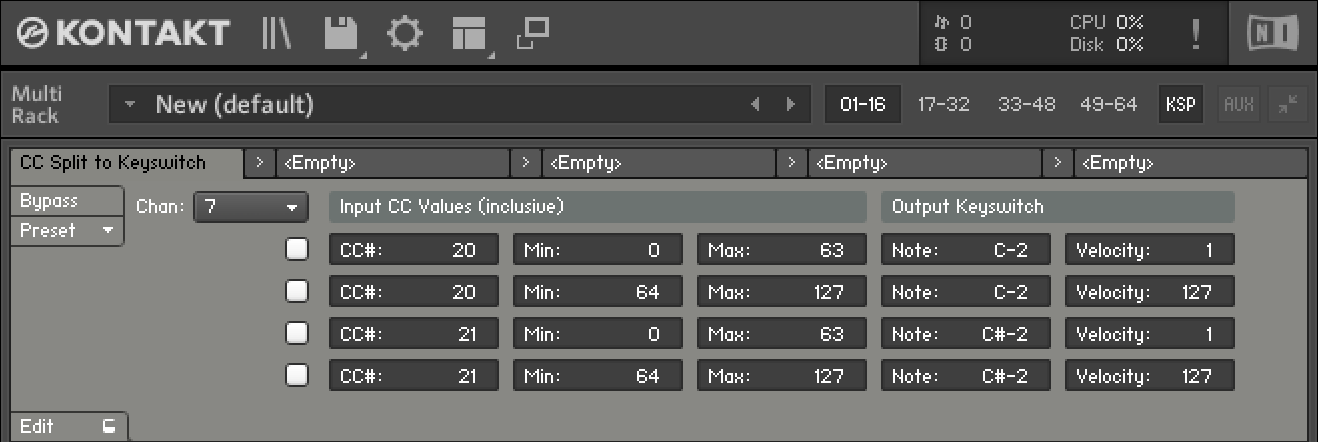 KONTAKT
0
CPU 0%
0
Disk 0%
!
NI
Multi
Rack
New (default)
01-16
17-32
33-48
49-64
KSP
AUX
CC Split to Keyswitch > <Empty> > <Empty> > <Empty> > <Empty>
Bypass
Preset
Chan: 7
Input CC Values (inclusive)
Output Keyswitch
CC#: 20 Min: 0 Max: 63 Note: C-2 Velocity: 1
CC#: 20 Min: 64 Max: 127 Note: C-2 Velocity: 127
CC#: 21 Min: 0 Max: 63 Note: C#-2 Velocity: 1
CC#: 21 Min: 64 Max: 127 Note: C#-2 Velocity: 127
Edit